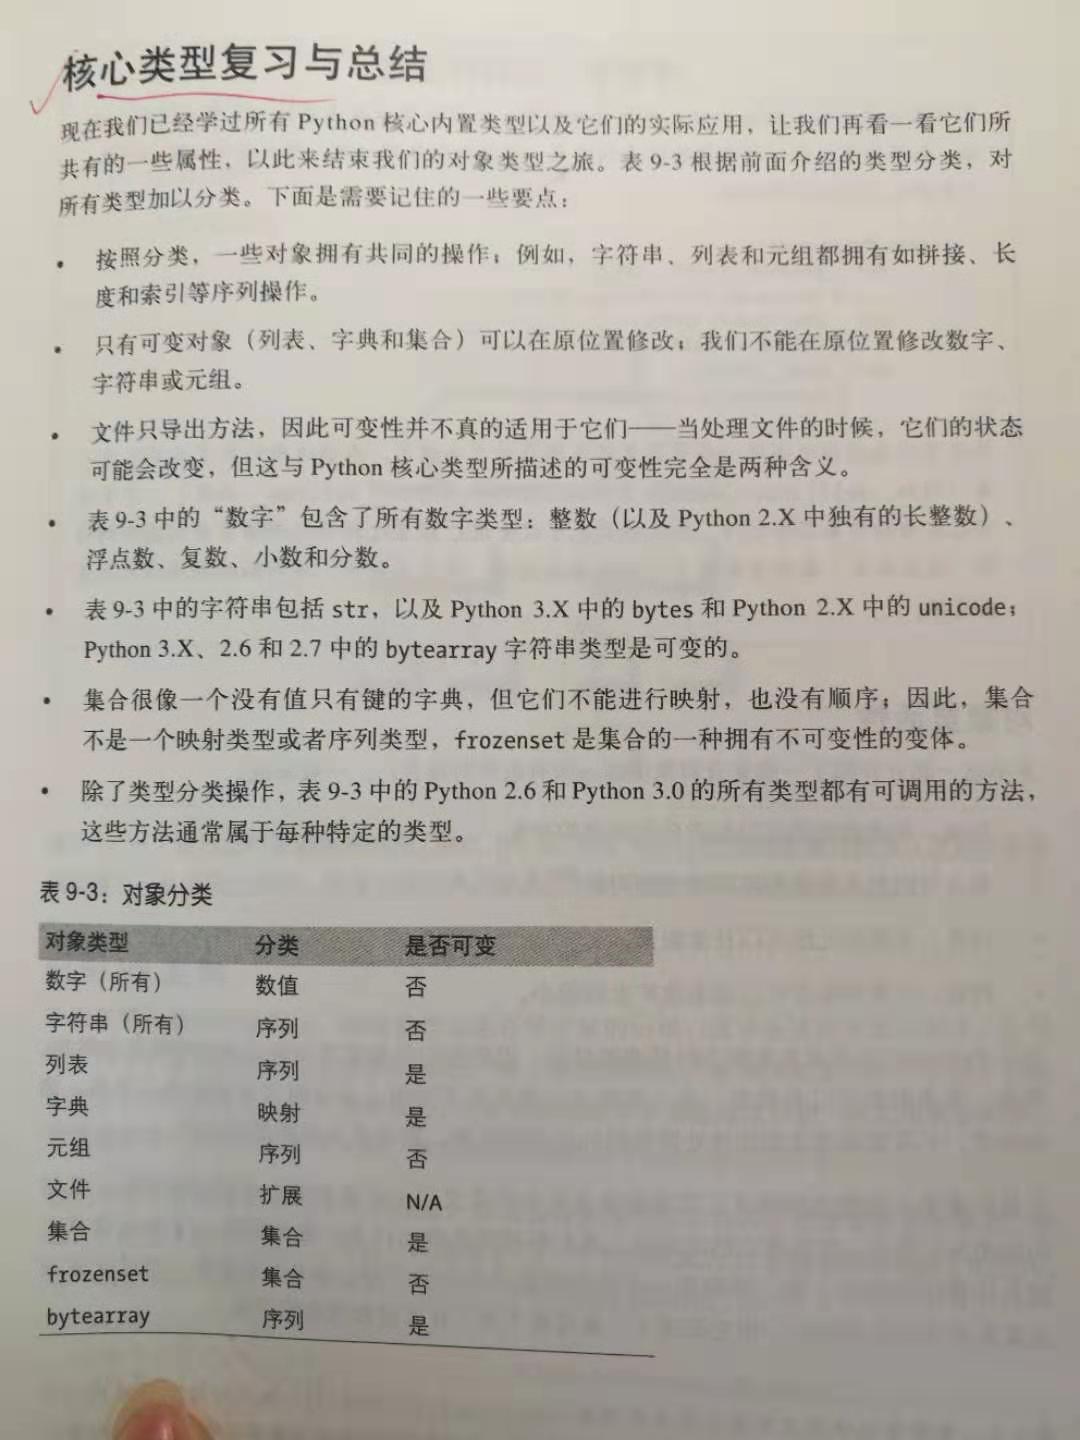 核心类型复习与总结
现在我们已经学过所有 Python 核心内置类型以及它们的实际应用，让我们再看一看它们所
共有的一些属性，以此来结束我们的对象类型之旅。表 9-3 根据前面介绍的类型分类，对
所有类型加以分类。下面是需要记住的一些要点：
• 按照分类，一些对象拥有共同的操作；例如，字符串、列表和元组都拥有如拼接、长
度和索引等序列操作。
• 只有可变对象（列表、字典和集合）可以在原位置修改；我们不能在原位置修改数字、
字符串或元组。
• 文件只导出方法，因此可变性并不真的适用于它们——当处理文件的时候，它们的状态
可能会改变，但这与 Python 核心类型所描述的可变性完全是两种含义。
• 表 9-3 中的“数字”包含了所有数字类型：整数（以及 Python 2.X 中独有的长整数）、
浮点数、复数、小数和分数。
• 表 9-3 中的字符串包括 str，以及 Python 3.X 中的 bytes 和 Python 2.X 中的 unicode；
Python 3.X、2.6 和 2.7 中的 bytearray 字符串类型是可变的。
• 集合很像一个没有值只有键的字典，但它们不能进行映射，也没有顺序；因此，集合
不是一个映射类型或者序列类型，frozenset 是集合的一种拥有不可变性的变体。
• 除了类型分类操作，表 9-3 中的 Python 2.6 和 Python 3.0 的所有类型都有可调用的方法，
这些方法通常属于每种特定的类型。
表 9-3：对象分类
对象类型 分类 是否可变
数字（所有） 数值 否
字符串（所有） 序列 否
列表 序列 是
字典 映射 是
元组 序列 否
文件 扩展 N/A
集合 集合 是
frozenset 集合 否
bytearray 序列 是